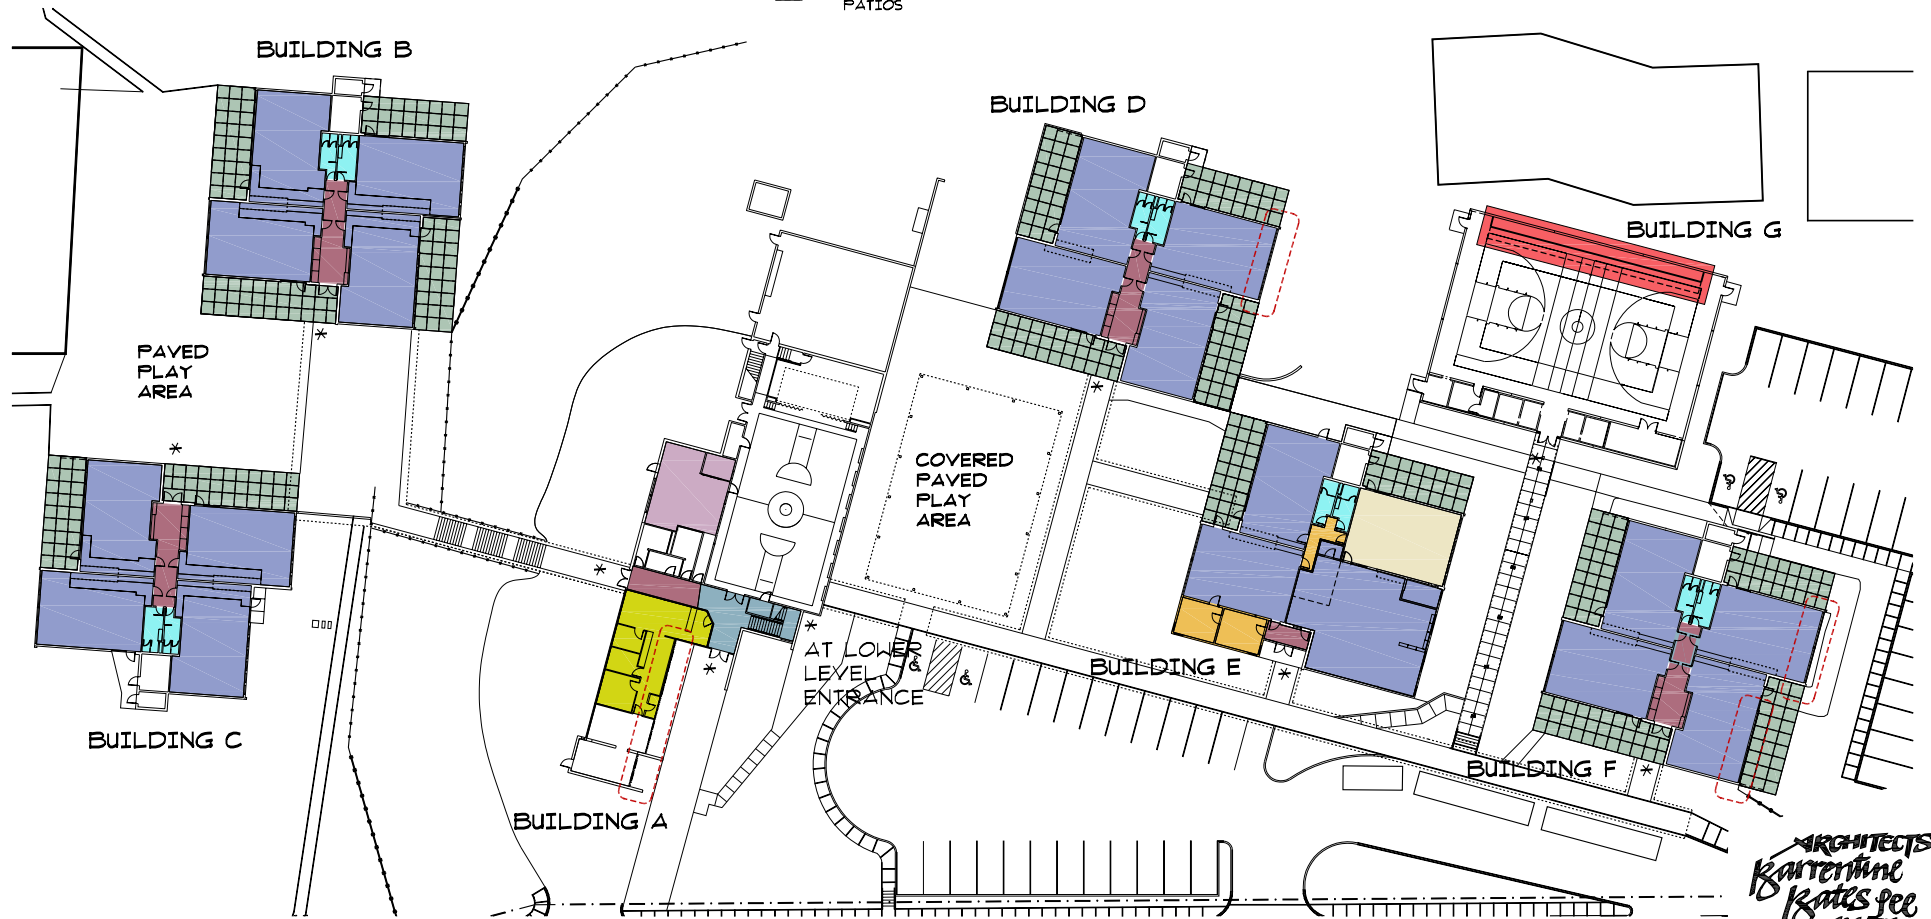 PATIOS
BUILDING B
BUILDING D
BUILDING G
PAVED
PLAY
AREA
COVERED
PAVED
PLAY
AREA
AT LOWER
LEVEL
ENTRANCE
BUILDING E
BUILDING C
BUILDING F
BUILDING A
ARCHITECTS
Barrentine
Bates Lee